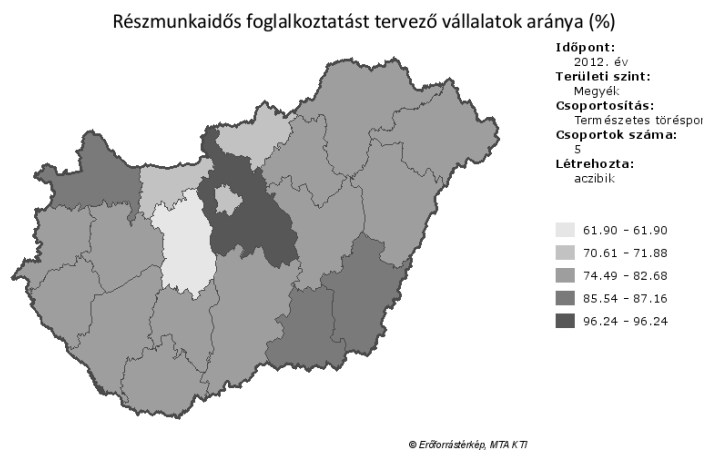 Részmunkaidős foglalkoztatást tervező vállalatok aránya (%)
Időpont:
2012. év
Területi szint:
Megyék
Csoportosítás:
Természetes töréspor
Csoportok száma:
5
Létrehozta:
aczibik
61.90 - 61.90
70.61 - 71.88
74.49 - 82.68
85.54 - 87.16
96.24 - 96.24
© Erőforrástérkép, MTA KTI